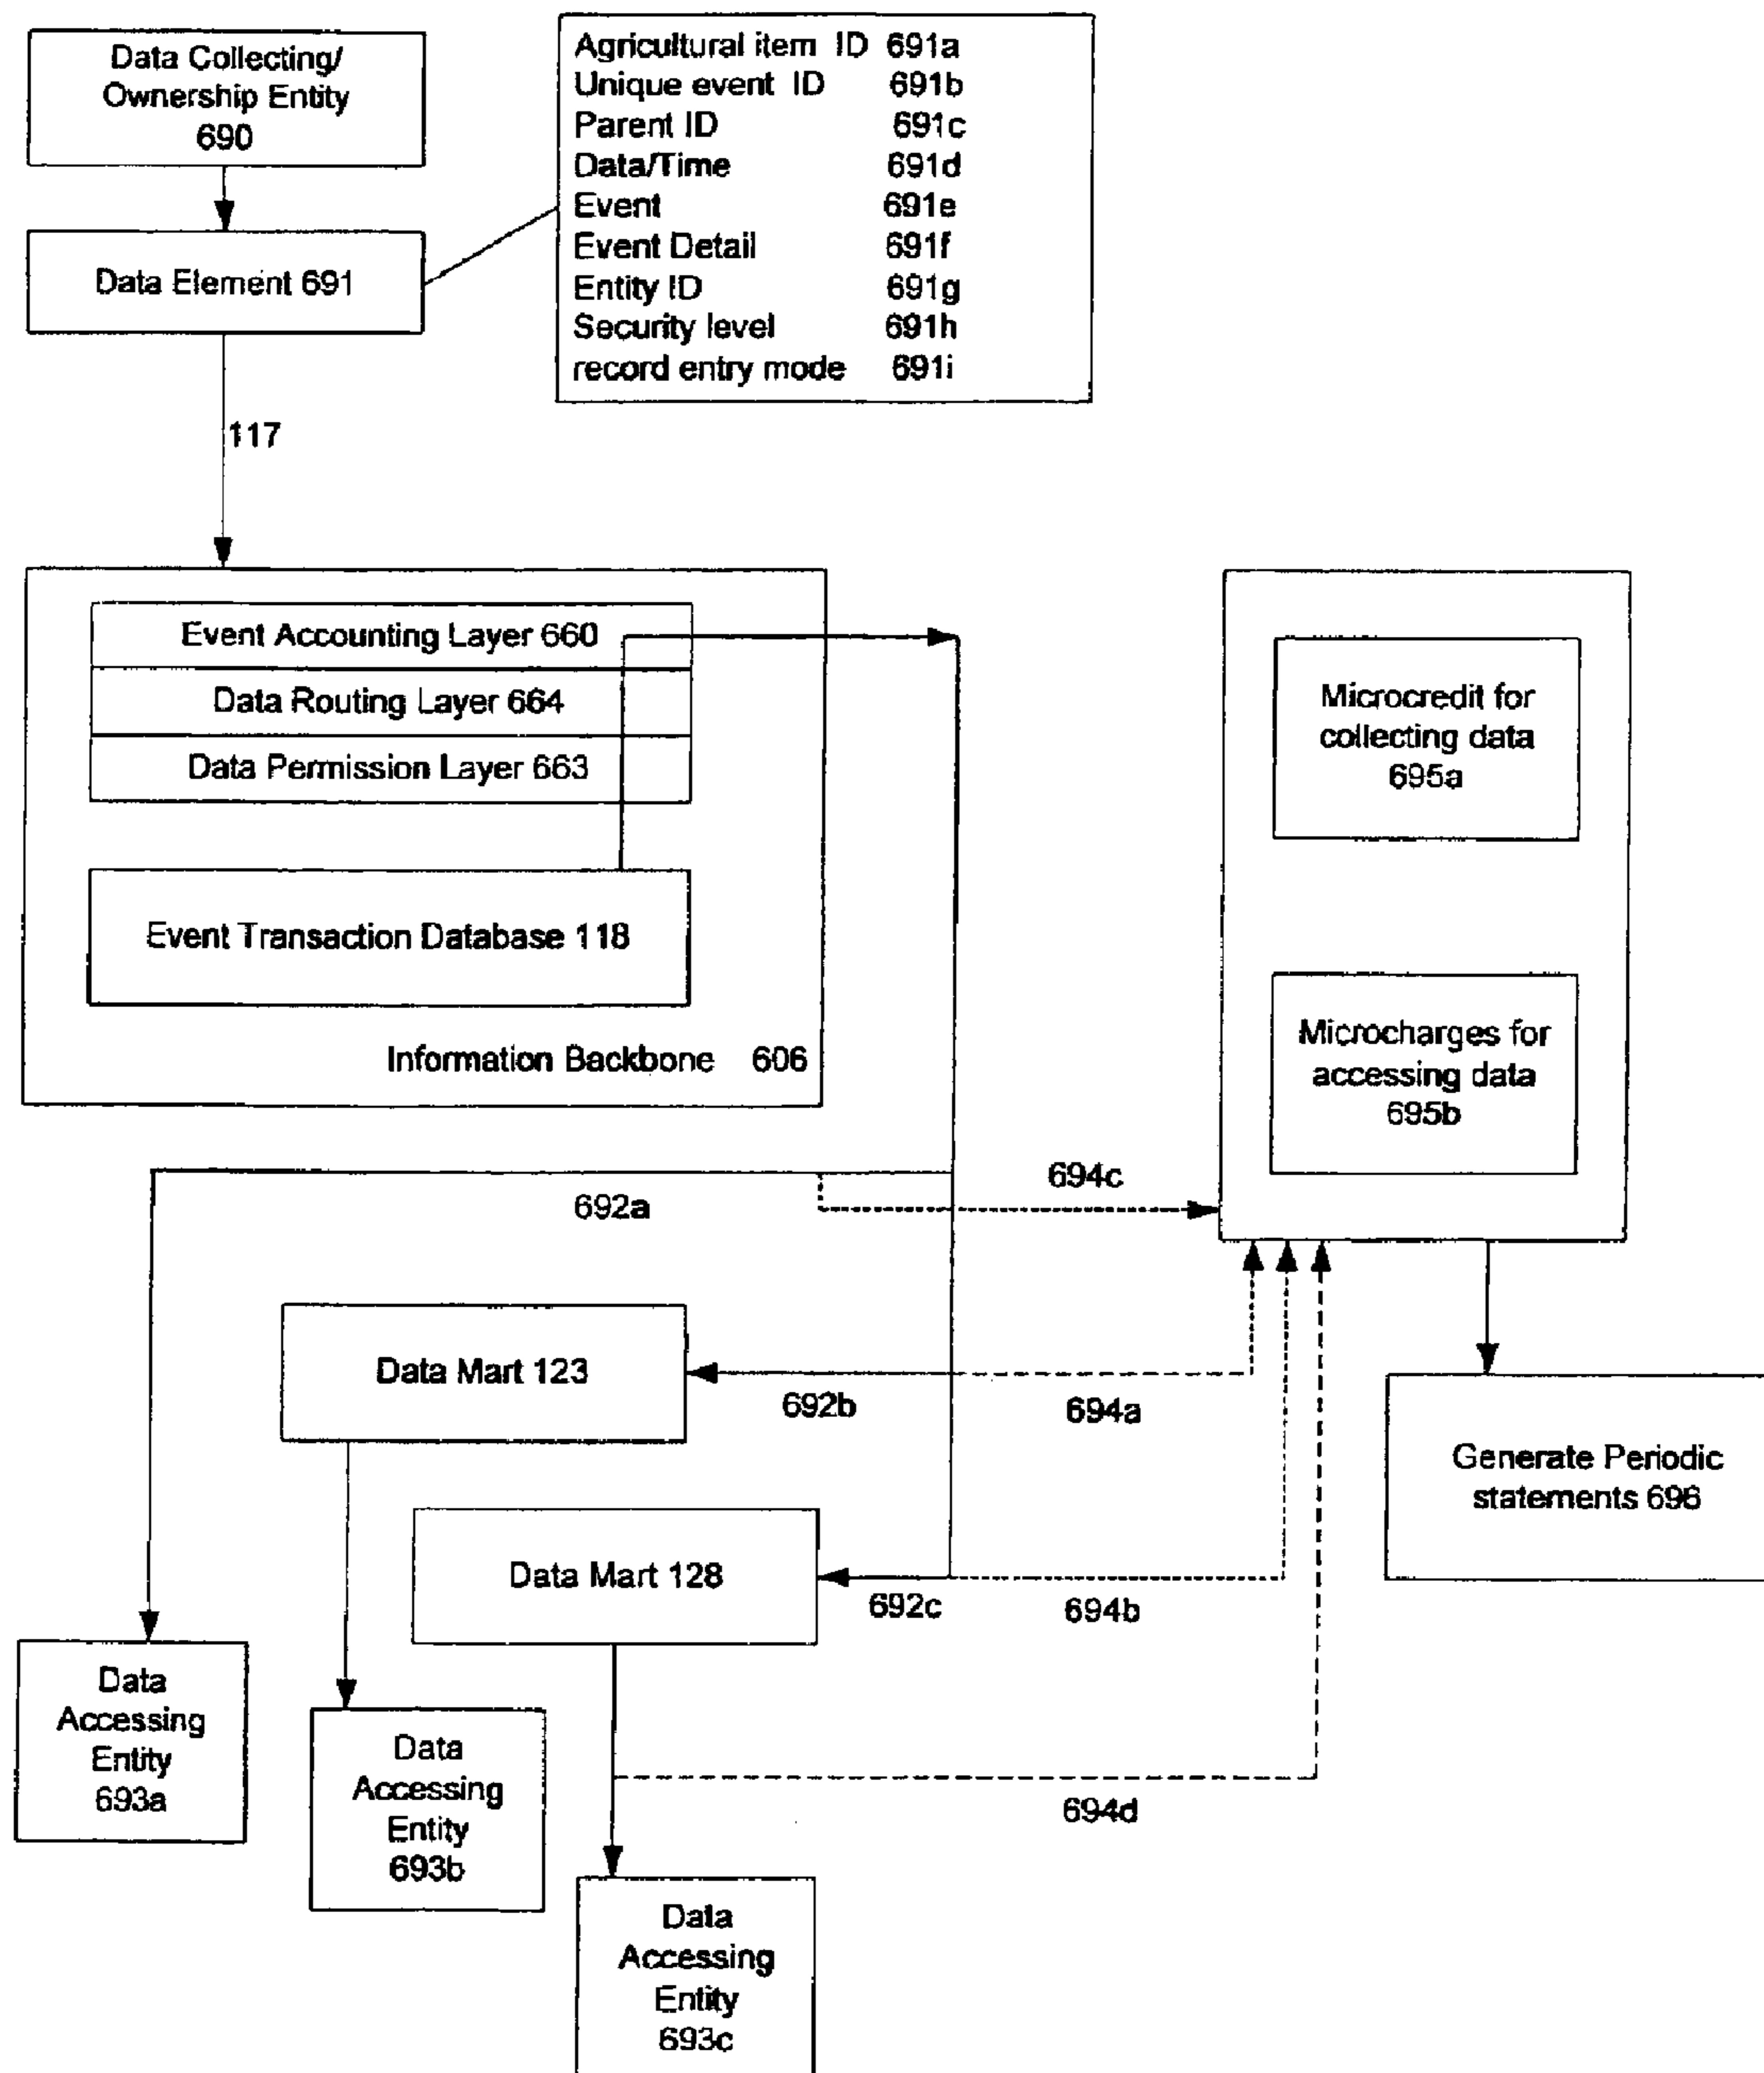 Data Collecting/
Ownership Entity
690
Agricultural item ID 691a
Unique event ID 691b
Parent ID 691c
Data/Time 691d
Event 691e
Event Detail 691f
Entity ID 691g
Security level 691h
record entry mode 691i
Data Element 691
117
Event Accounting Layer 660
Data Routing Layer 664
Data Permission Layer 663
Event Transaction Database 118
Information Backbone 606
Microcredit for
collecting data
695a
Microcharges for
accessing data
695b
692a
694c
Data Mart 123
692b
694a
Generate Periodic
statements 696
Data Mart 128
692c
694b
Data
Accessing
Entity
693a
Data
Accessing
Entity
693b
694d
Data
Accessing
Entity
693c